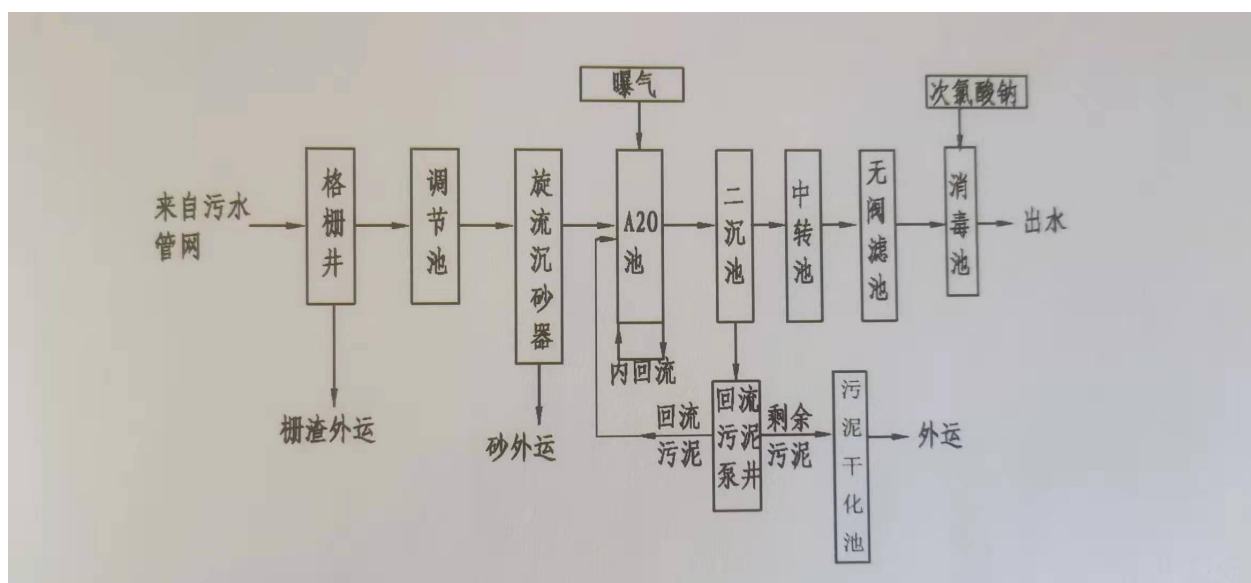 曝气
次氯酸钠
来自污水
管网
格栅井
调节池
旋流沉砂器
A2O
池
二沉池
中转池
无阀滤池
消毒池
出水
内回流
栅渣外运
砂外运
回流
污泥
回流
污泥
泵井
剩余
污泥
污泥干化池
外运